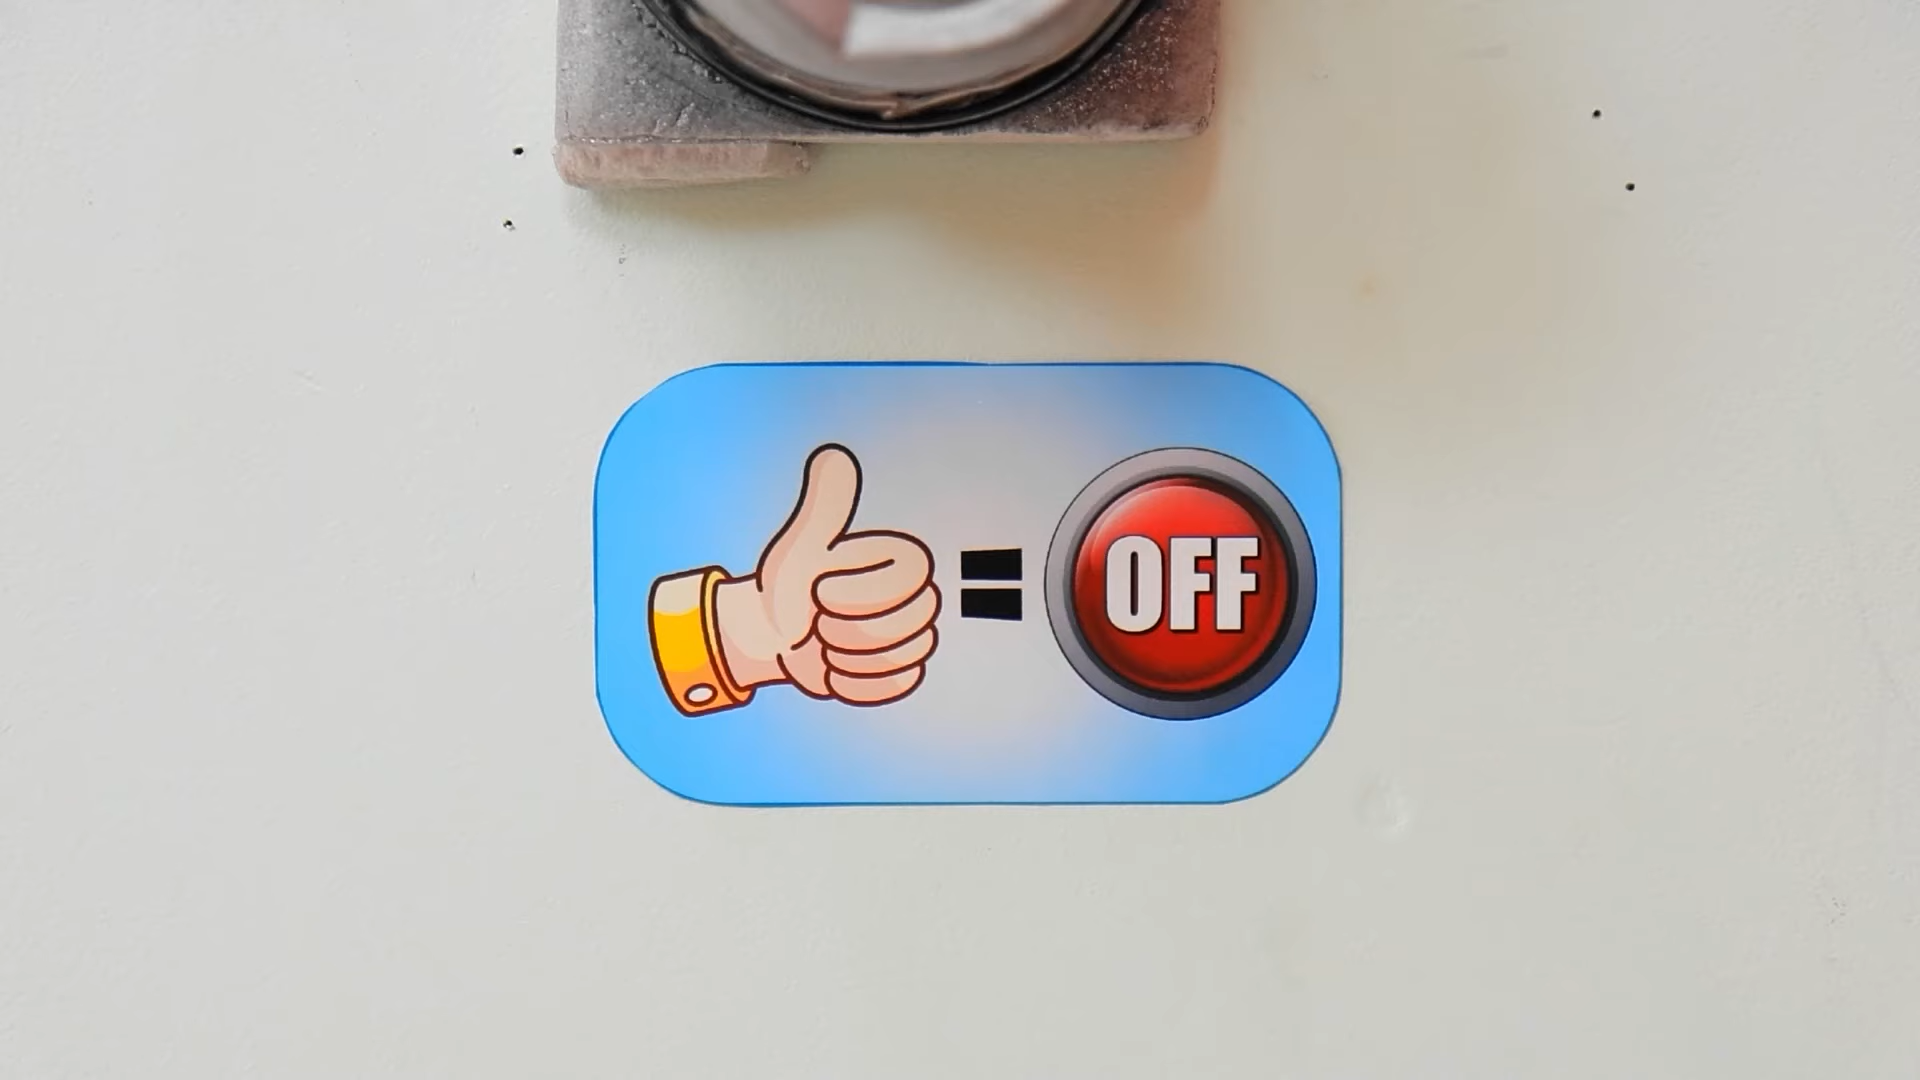 = OFF